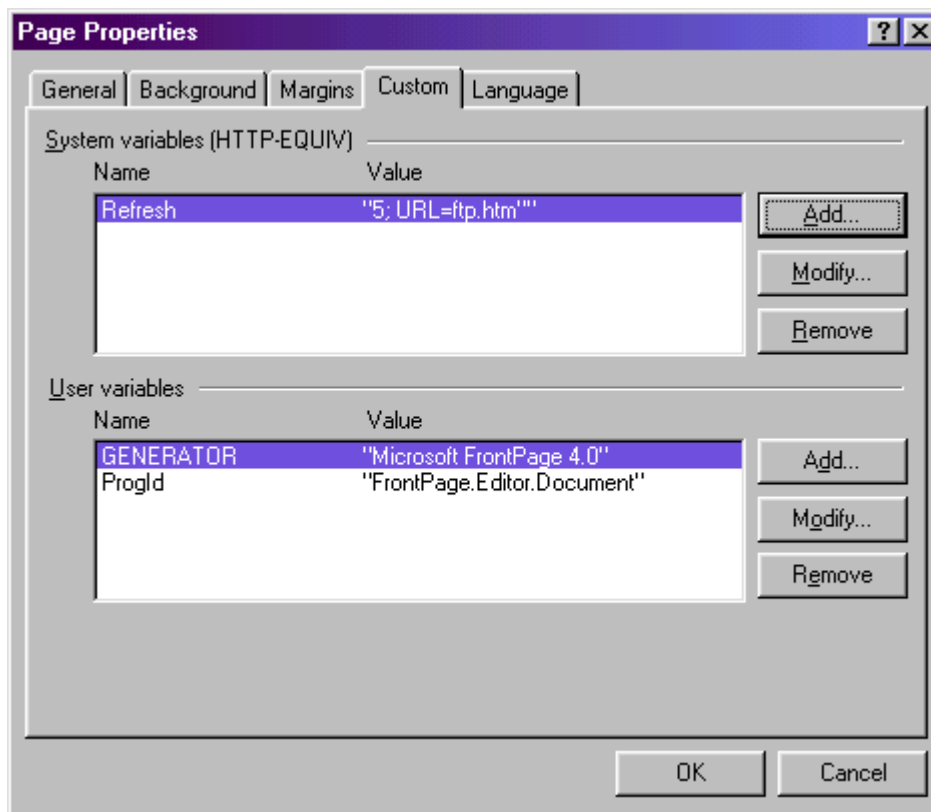 Page Properties
General Background Margins Custom Language
System variables (HTTP-EQUIV)
Name Value
Refresh "5; URL=ftp.htm""
Add...
Modify...
Remove
User variables
Name Value
GENERATOR "Microsoft FrontPage 4.0"
Add...
ProgId "FrontPage.Editor.Document"
Modify...
Remove
OK Cancel